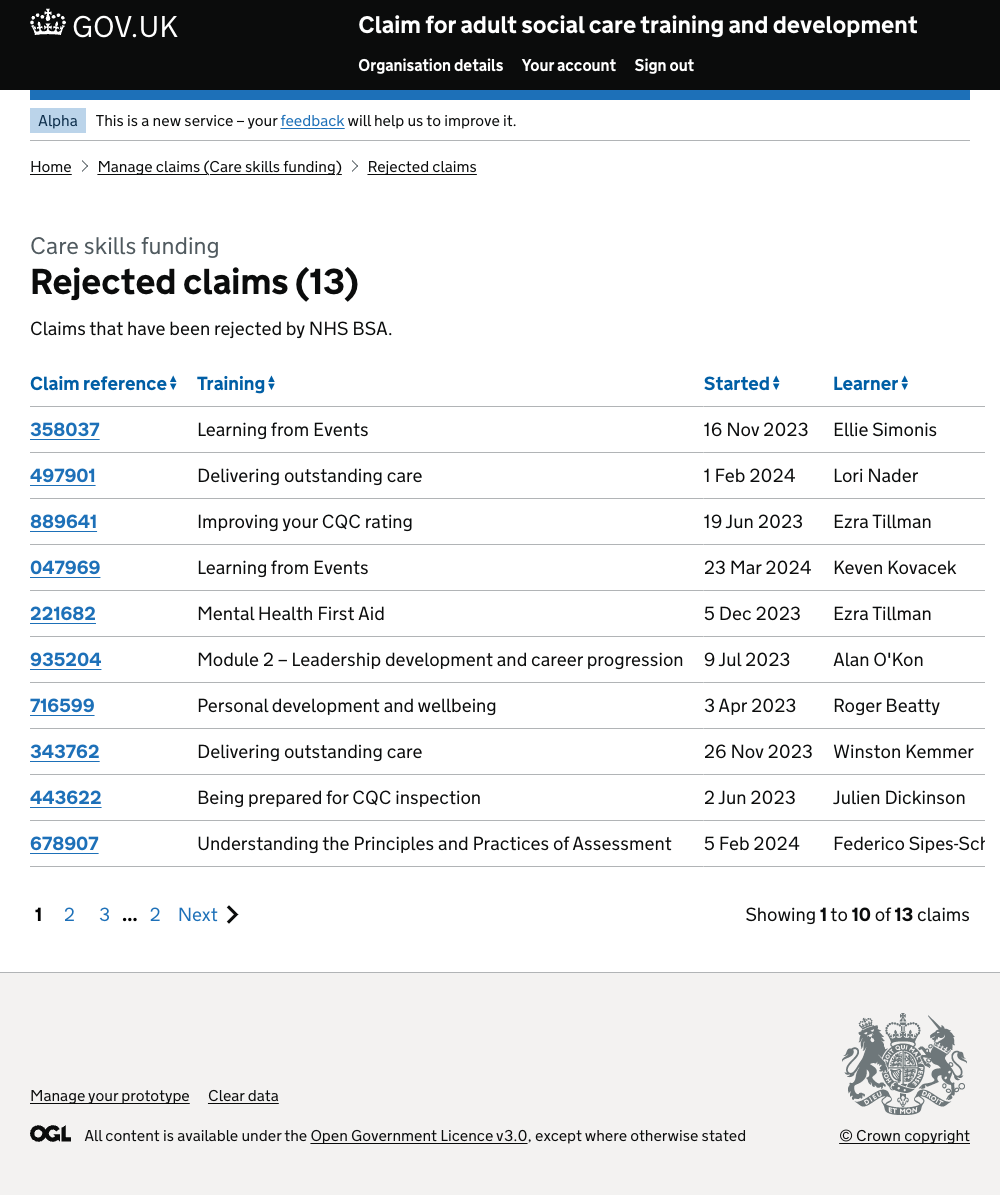 GOV.UK
Claim for adult social care training and development
Organisation details Your account Sign out
Alpha This is a new service – your feedback will help us to improve it.
Home Manage claims (Care skills funding) Rejected claims
Care skills funding
Rejected claims (13)
Claims that have been rejected by NHS BSA.
Claim reference Training Started Learner
358037 Learning from Events 16 Nov 2023 Ellie Simonis
497901 Delivering outstanding care 1 Feb 2024 Lori Nader
889641 Improving your CQC rating 19 Jun 2023 Ezra Tillman
047969 Learning from Events 23 Mar 2024 Keven Kovacek
221682 Mental Health First Aid 5 Dec 2023 Ezra Tillman
935204 Module 2 – Leadership development and career progression 9 Jul 2023 Alan O'Kon
716599 Personal development and wellbeing 3 Apr 2023 Roger Beatty
343762 Delivering outstanding care 26 Nov 2023 Winston Kemmer
443622 Being prepared for CQC inspection 2 Jun 2023 Julien Dickinson
678907 Understanding the Principles and Practices of Assessment 5 Feb 2024 Federico Sipes-Sch
1 2 3 ... 2 Next Showing 1 to 10 of 13 claims
DIEU ET MON DROIT
Manage your prototype Clear data
OGL All content is available under the Open Government Licence v3.0, except where otherwise stated © Crown copyright